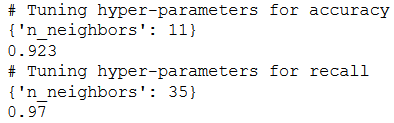 # Tuning hyper-parameters for accuracy
{'n_neighbors': 11}
0.923
# Tuning hyper-parameters for recall
{'n_neighbors': 35}
0.97